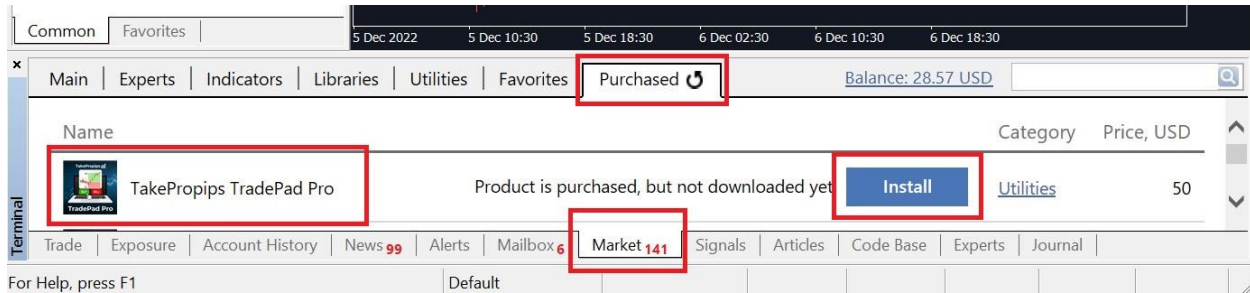 Common Favorites
5 Dec 2022 5 Dec 10:30 5 Dec 18:30 6 Dec 02:30 6 Dec 10:30 6 Dec 18:30
× Main Experts Indicators Libraries Utilities Favorites Purchased Balance: 28.57 USD
Name Category Price, USD
TakePropips
TradePad Pro
TakePropips TradePad Pro Product is purchased, but not downloaded yet Install Utilities 50
Terminal
Trade Exposure Account History News 99 Alerts Mailbox 6 Market 141 Signals Articles Code Base Experts Journal
For Help, press F1 Default